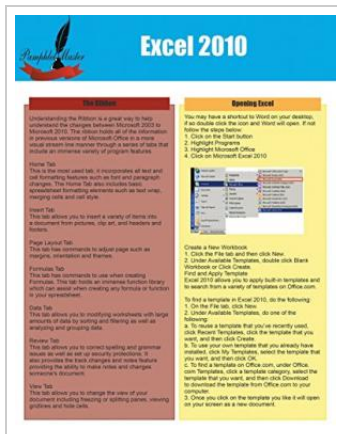 Pamphlet Master
Excel 2010
The Ribbon
Understanding the Ribbon is a great way to help
understand the changes between Microsoft 2003 to
Microsoft 2010. The ribbon holds all of the information
in previous versions of Microsoft Office in a more
visual stream line manner through a series of tabs that
include an immense variety of program features.
Home Tab
This is the most used tab, it incorporates all text and
cell formatting features such as font and paragraph
changes. The Home Tab also includes basic
spreadsheet formatting elements such as text wrap,
merging cells and cell style.
Insert Tab
This tab allows you to insert a variety of items into
a document from pictures, clip art, and headers and
footers.
Page Layout Tab
This tab has commands to adjust page such as
margins, orientation and themes.
Formulas Tab
This tab has commands to use when creating
Formulas. This tab holds an immense function library
which can assist when creating any formula or function
in your spreadsheet.
Data Tab
This tab allows you to modifying worksheets with large
amounts of data by sorting and filtering as well as
analyzing and grouping data.
Review Tab
This tab allows you to correct spelling and grammar
issues as well as set up security protections. It
also provides the track changes and notes feature
providing the ability to make notes and changes
someone's document.
View Tab
This tab allows you to change the view of your
document including freezing or splitting panes, viewing
gridlines and hide cells.
Opening Excel
You may have a shortcut to Word on your desktop,
if so double click the icon and Word will open. If not
follow the steps below:
1. Click on the Start button
2. Highlight Programs
3. Highlight Microsoft Office
4. Click on Microsoft Excel 2010
Create a New Workbook
1. Click the File tab and then click New.
2. Under Available Templates, double click Blank
Workbook or Click Create.
Find and Apply Template
Excel 2010 allows you to apply built-in templates and
to search from a variety of templates on Office.com.
To find a template in Excel 2010, do the following:
1. On the File tab, click New.
2. Under Available Templates, do one of the
following:
a. To reuse a template that you've recently used,
click Recent Templates, click the template that you
want, and then click Create.
b. To use your own template that you already have
installed, click My Templates, select the template that
you want, and then click OK.
c. To find a template on Office.com, under Office.
com Templates, click a template category, select the
template that you want, and then click Download
to download the template from Office.com to your
computer.
3. Once you click on the template you like it will open
on your screen as a new document.